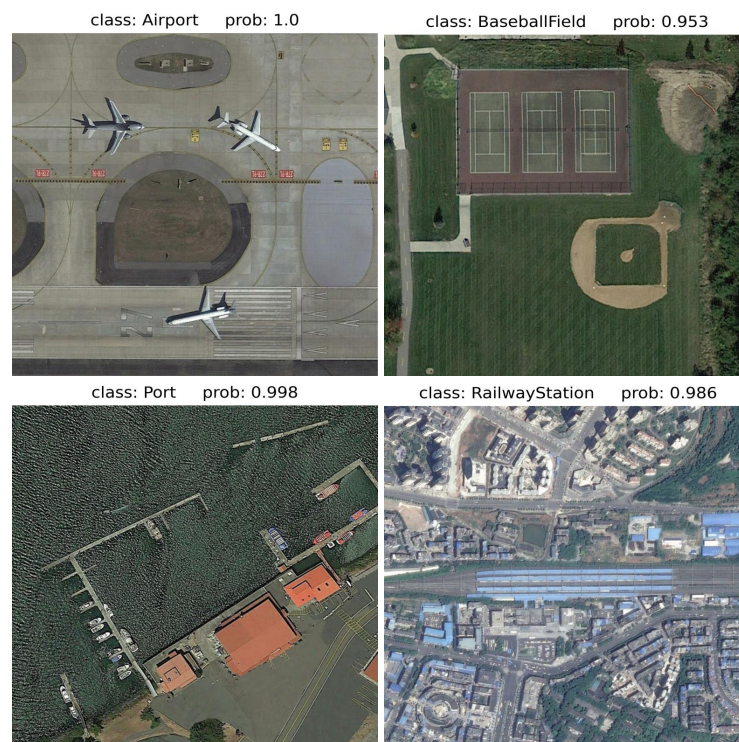 class: Airport prob: 1.0
class: BaseballField prob: 0.953
class: Port prob: 0.998
class: RailwayStation prob: 0.986